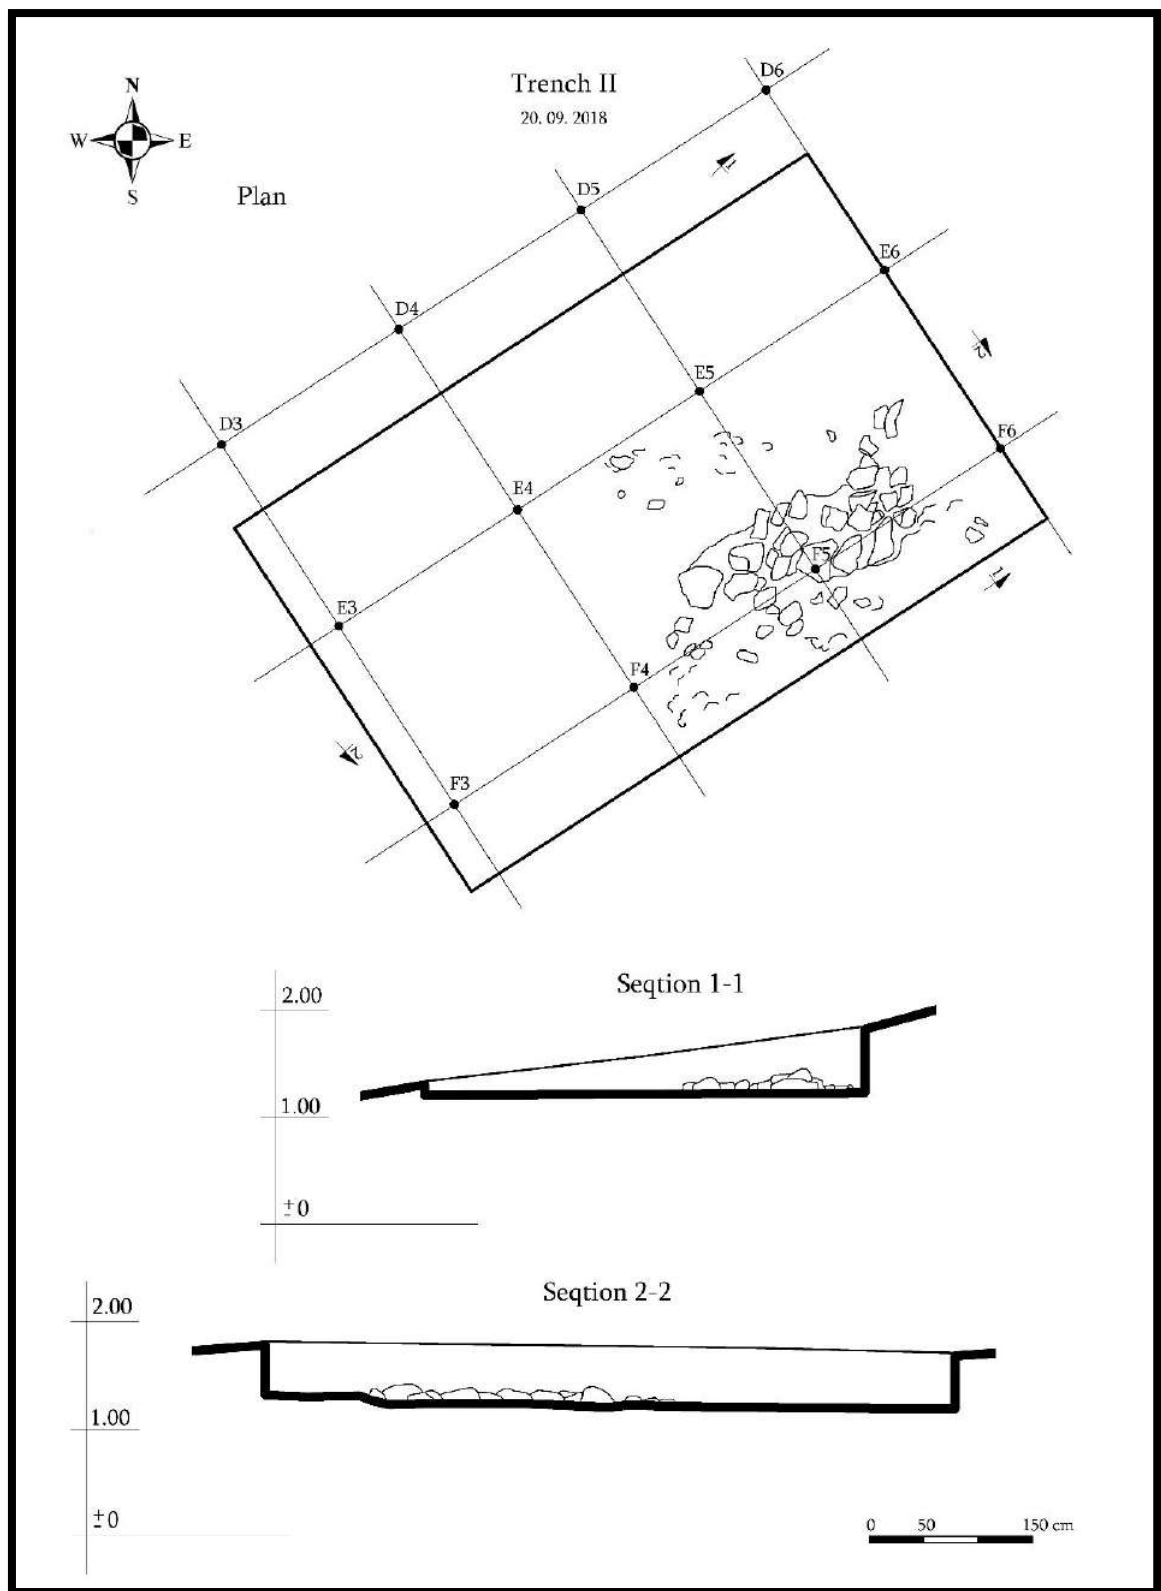 Trench II
20. 09. 2018
N
W E
S
Plan
D6
1
D5
E6
D4
2
E5
F6
D3
E4
F5
1
E3
F4
2
F3
Seqtion 1-1
2.00
1.00
±0
Seqtion 2-2
2.00
1.00
±0
0 50 150 cm